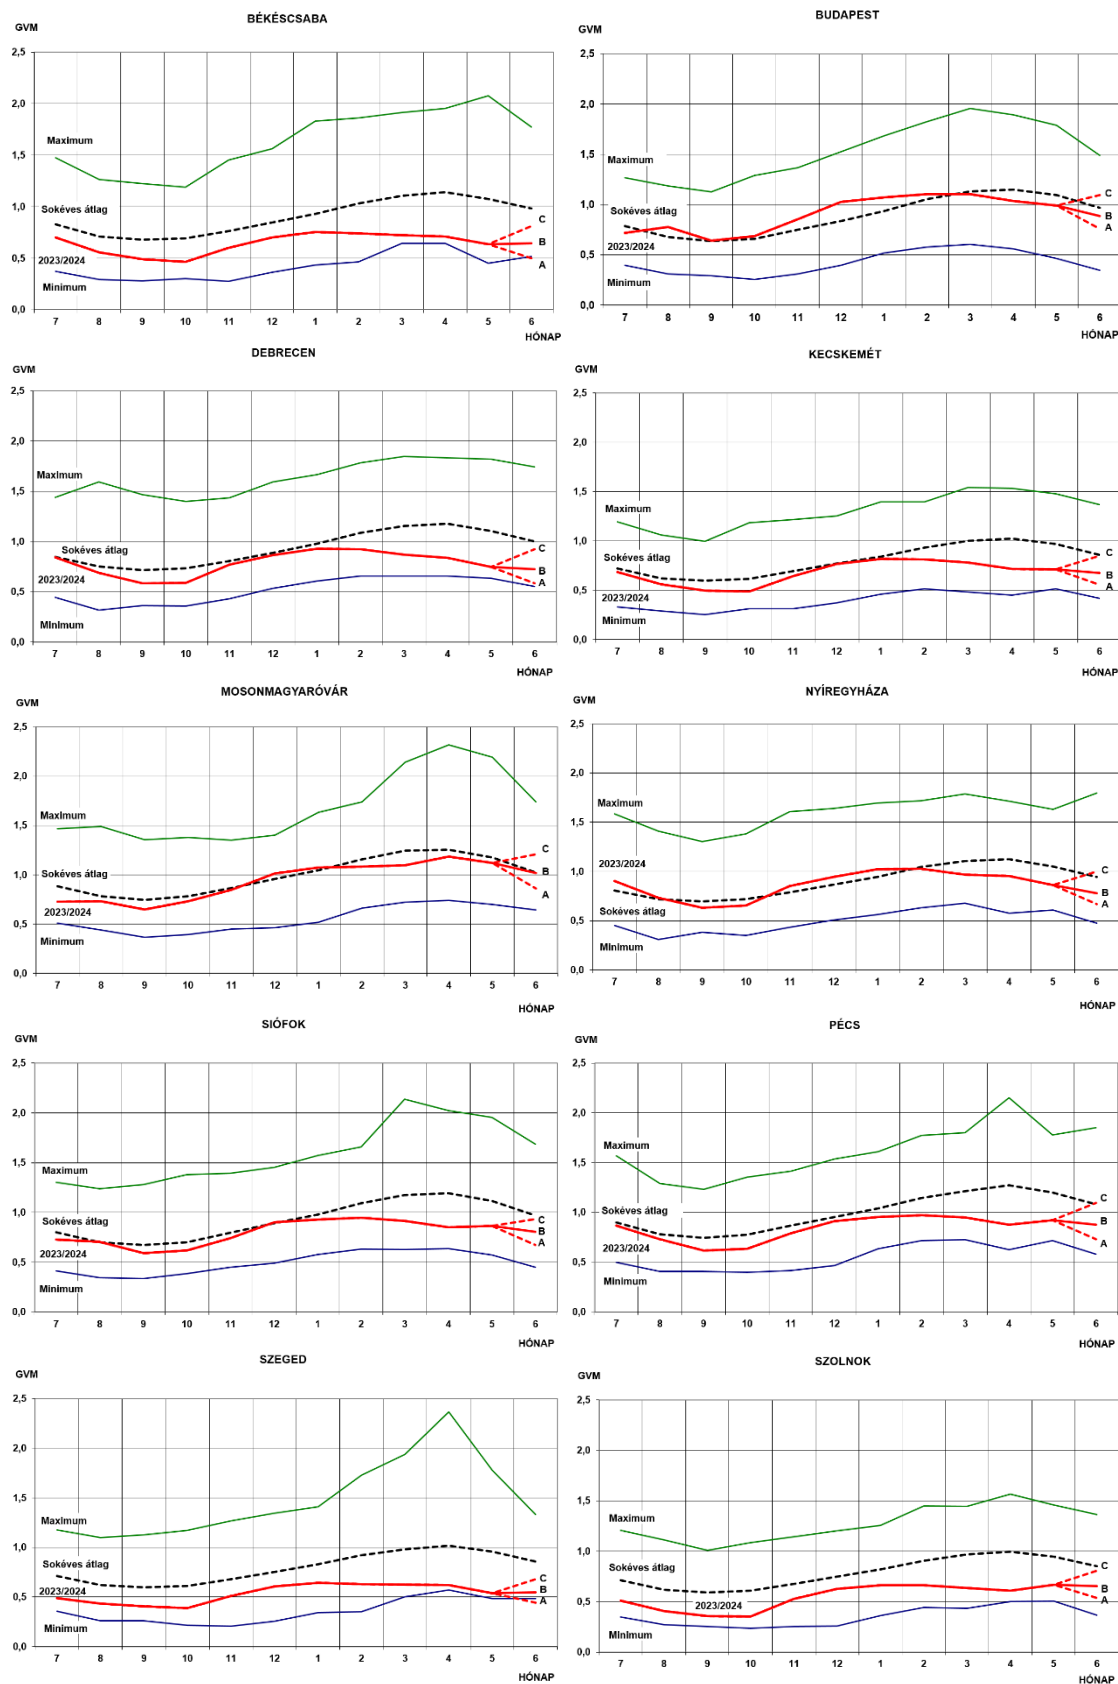 BÉKÉSCSABA
GVM
2,5
2,0
1,5
1,0
0,5
0,0
Maximum
Sokéves átlag
2023/2024
Minimum
C
B
A
7 8 9 10 11 12 1 2 3 4 5 6
HÓNAP
BUDAPEST
GVM
2,5
2,0
1,5
1,0
0,5
0,0
Maximum
Sokéves átlag
2023/2024
Minimum
C
B
A
7 8 9 10 11 12 1 2 3 4 5 6
HÓNAP
DEBRECEN
GVM
2,5
2,0
1,5
1,0
0,5
0,0
Maximum
Sokéves átlag
2023/2024
Minimum
C
B
A
7 8 9 10 11 12 1 2 3 4 5 6
HÓNAP
KECSKEMÉT
GVM
2,5
2,0
1,5
1,0
0,5
0,0
Maximum
Sokéves átlag
2023/2024
Minimum
C
B
A
7 8 9 10 11 12 1 2 3 4 5 6
HÓNAP
MOSONMAGYARÓVÁR
GVM
2,5
2,0
1,5
1,0
0,5
0,0
Maximum
Sokéves átlag
2023/2024
Minimum
C
B
A
7 8 9 10 11 12 1 2 3 4 5 6
HÓNAP
NYÍREGYHÁZA
GVM
2,5
2,0
1,5
1,0
0,5
0,0
Maximum
2023/2024
Sokéves átlag
Minimum
C
B
A
7 8 9 10 11 12 1 2 3 4 5 6
HÓNAP
SIÓFOK
GVM
2,5
2,0
1,5
1,0
0,5
0,0
Maximum
Sokéves átlag
2023/2024
Minimum
C
B
A
7 8 9 10 11 12 1 2 3 4 5 6
HÓNAP
PÉCS
GVM
2,5
2,0
1,5
1,0
0,5
0,0
Maximum
Sokéves átlag
2023/2024
Minimum
C
B
A
7 8 9 10 11 12 1 2 3 4 5 6
HÓNAP
SZEGED
GVM
2,5
2,0
1,5
1,0
0,5
0,0
Maximum
Sokéves átlag
2023/2024
Minimum
C
B
A
7 8 9 10 11 12 1 2 3 4 5 6
HÓNAP
SZOLNOK
GVM
2,5
2,0
1,5
1,0
0,5
0,0
Maximum
Sokéves átlag
2023/2024
Minimum
C
B
A
7 8 9 10 11 12 1 2 3 4 5 6
HÓNAP